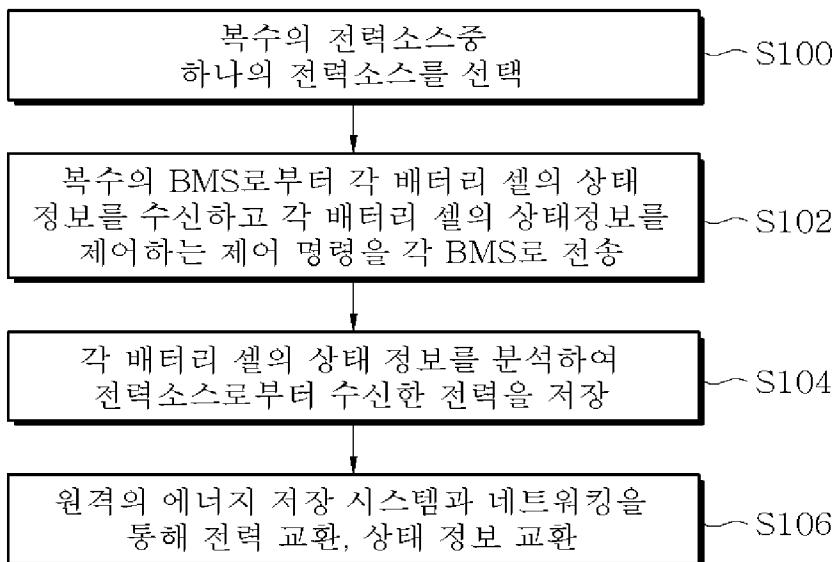 복수의 전력소스중
하나의 전력소스를 선택
S100
복수의 BMS로부터 각 배터리 셀의 상태
정보를 수신하고 각 배터리 셀의 상태정보를
제어하는 제어 명령을 각 BMS로 전송
S102
각 배터리 셀의 상태 정보를 분석하여
전력소스로부터 수신한 전력을 저장
S104
원격의 에너지 저장 시스템과 네트워킹을
통해 전력 교환, 상태 정보 교환
S106